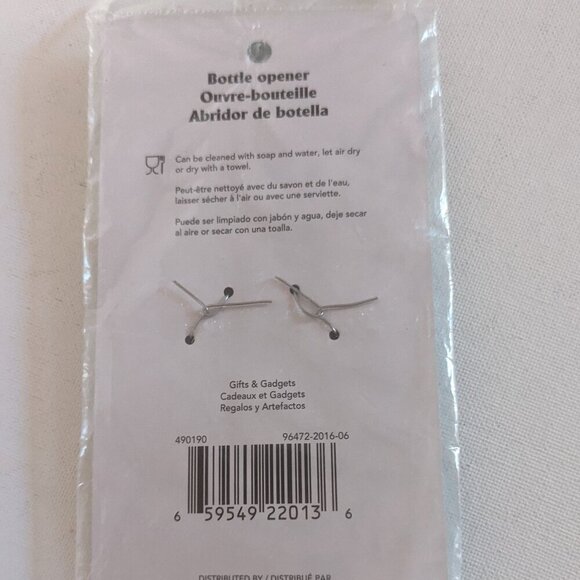 Bottle opener
Ouvre-bouteille
Abridor de botella
Can be cleaned with soap and water, let air dry
or dry with a towel.
Peut-être nettoyé avec du savon et de l'eau,
laisser sécher à l'air ou avec une serviette.
Puede ser limpiado con jabón y agua, deje secar
al aire or secar con una toalla.
Gifts & Gadgets
Cadeaux et Gadgets
Regalos y Artefactos
490190 96472-2016-06
6 59549 22013 6
DISTRIBUTED BY / DISTRIBUÉ PAR